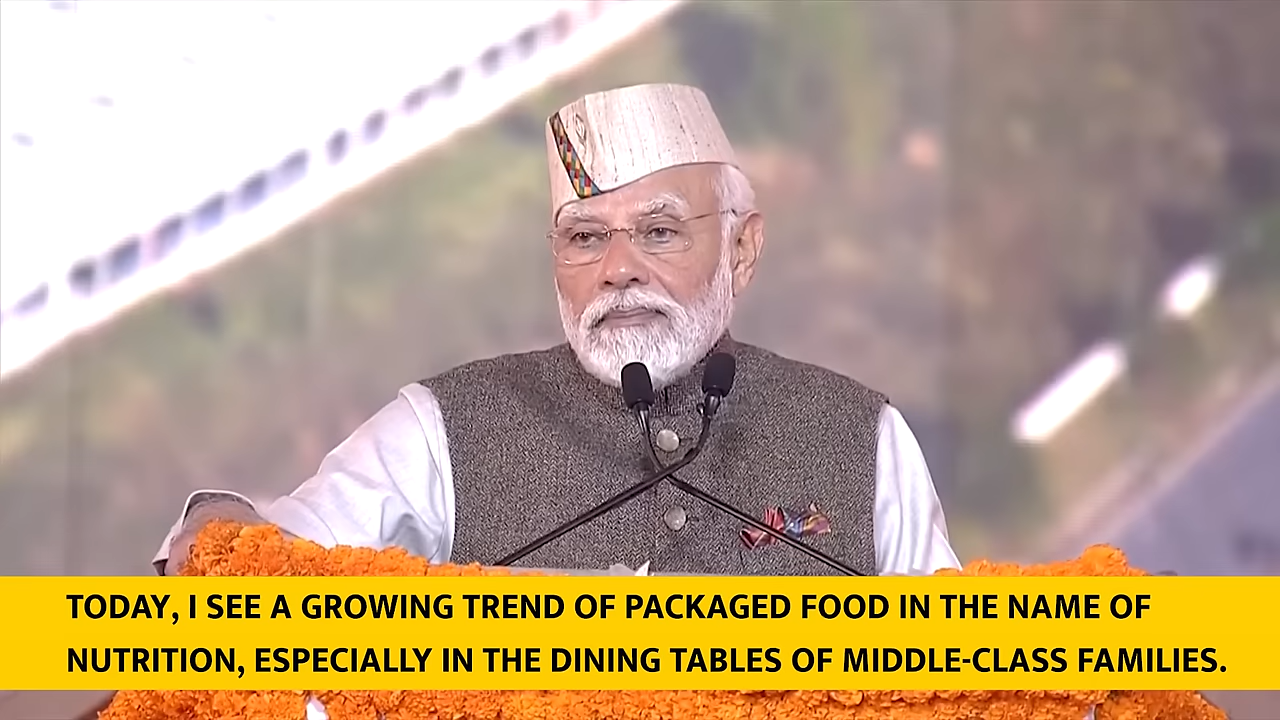 TODAY, I SEE A GROWING TREND OF PACKAGED FOOD IN THE NAME OF
NUTRITION, ESPECIALLY IN THE DINING TABLES OF MIDDLE-CLASS FAMILIES.